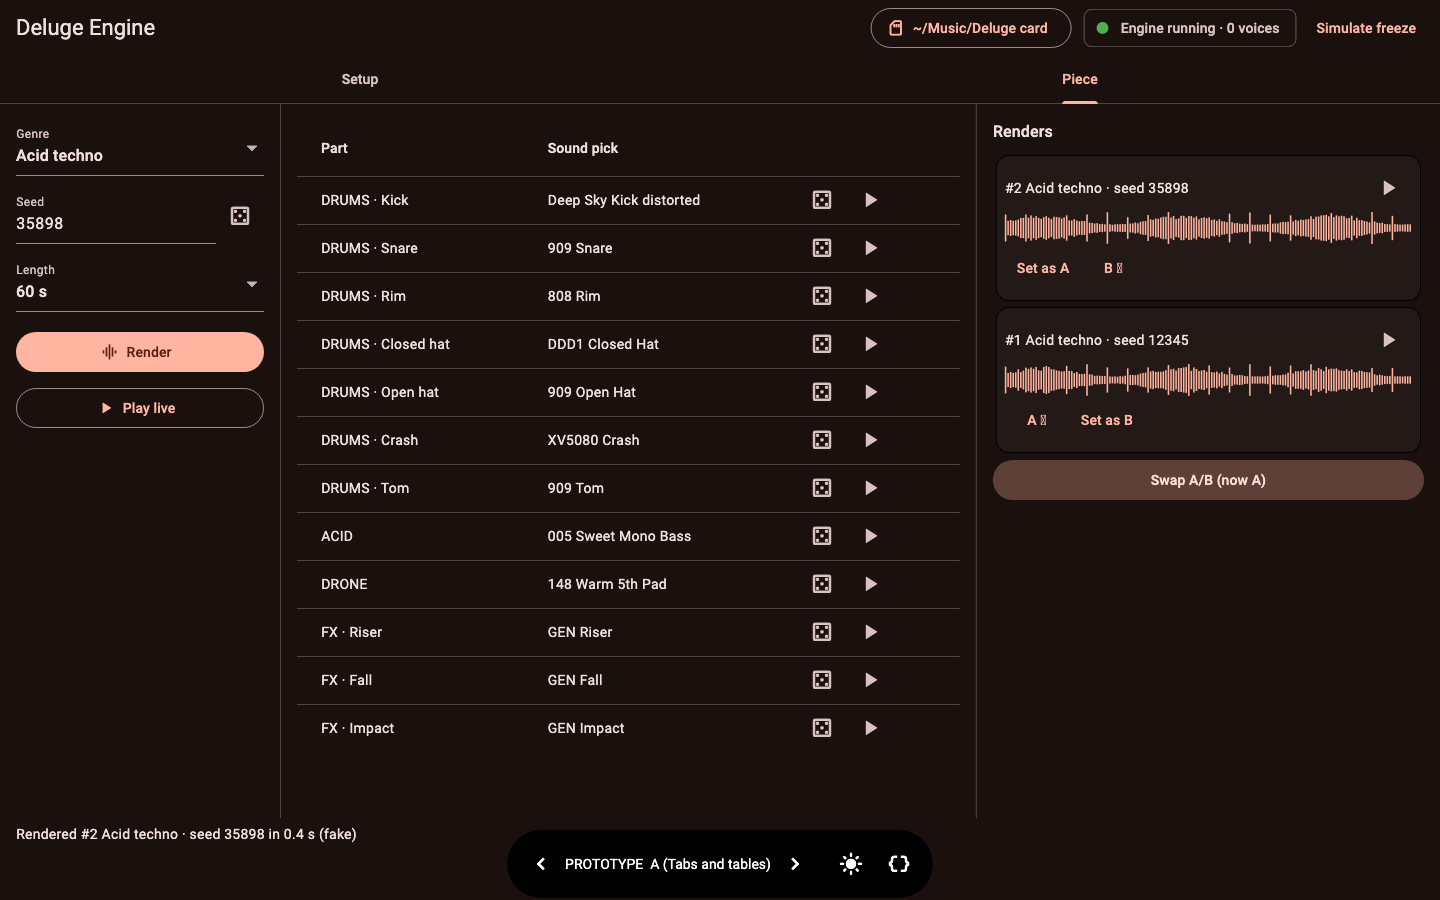 Deluge Engine
~/Music/Deluge card
Engine running · 0 voices
Simulate freeze
Setup
Piece
Genre
Acid techno
Seed
35898
Length
60 s
Render
Play live
Part Sound pick
DRUMS · Kick Deep Sky Kick distorted
DRUMS · Snare 909 Snare
DRUMS · Rim 808 Rim
DRUMS · Closed hat DDD1 Closed Hat
DRUMS · Open hat 909 Open Hat
DRUMS · Crash XV5080 Crash
DRUMS · Tom 909 Tom
ACID 005 Sweet Mono Bass
DRONE 148 Warm 5th Pad
FX · Riser GEN Riser
FX · Fall GEN Fall
FX · Impact GEN Impact
Renders
#2 Acid techno · seed 35898
Set as A B
#1 Acid techno · seed 12345
A Set as B
Swap A/B (now A)
Rendered #2 Acid techno · seed 35898 in 0.4 s (fake)
PROTOTYPE A (Tabs and tables)